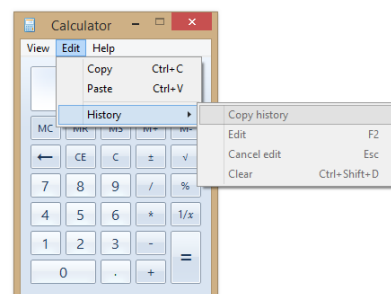 Calculator
View Edit Help
Copy Ctrl+C
Paste Ctrl+V
History
Copy history
Edit F2
Cancel edit Esc
Clear Ctrl+Shift+D
MC MR MS M+ M-
← CE C ± √
7 8 9 / %
4 5 6 * 1/x
1 2 3 - =
0 . +